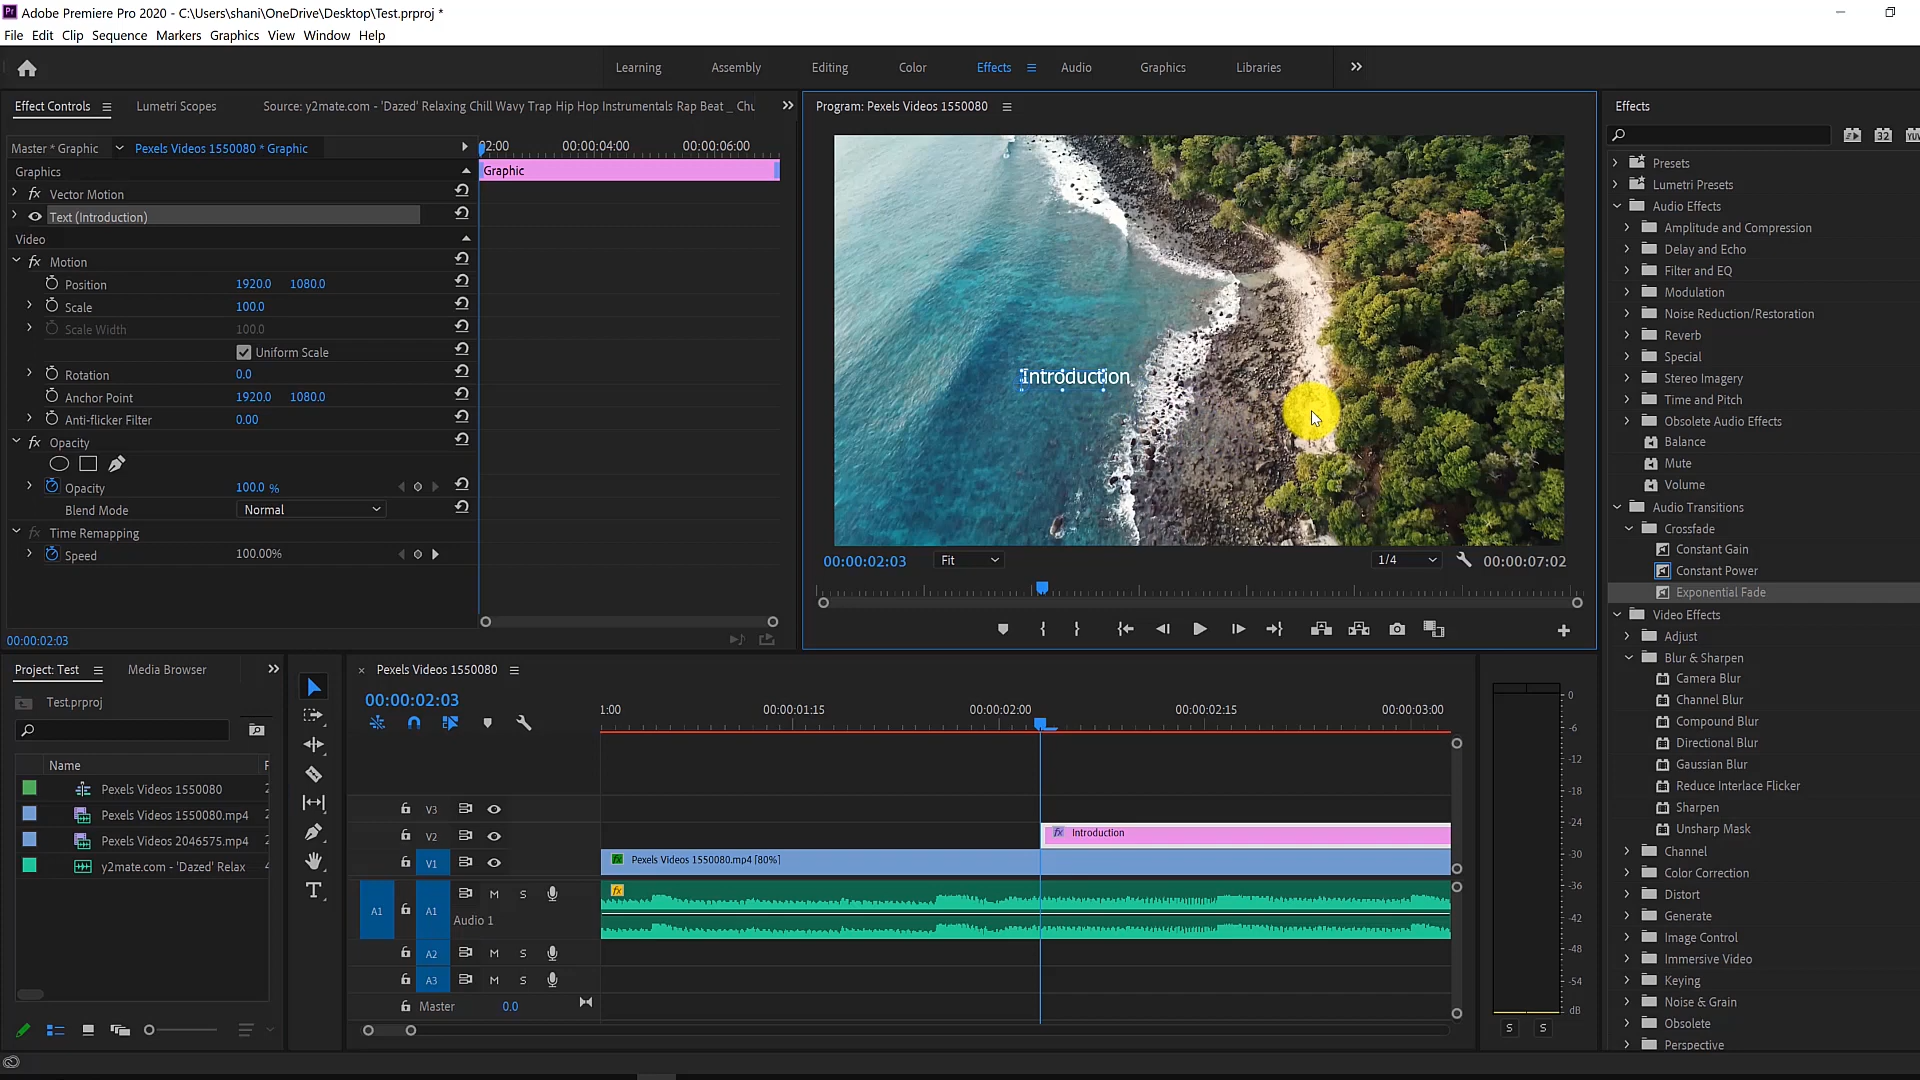 Adobe Premiere Pro 2020 - C:\Users\shani\OneDrive\Desktop\Test.prproj *
File Edit Clip Sequence Markers Graphics View Window Help
Learning Assembly Editing Color Effects Audio Graphics Libraries
Effect Controls Lumetri Scopes Source: y2mate.com - 'Dazed' Relaxing Chill Wavy Trap Hip Hop Instrumentals Rap Beat _ Chu
Master * Graphic Pexels Videos 1550080 * Graphic
02:00 00:00:04:00 00:00:06:00
Graphics
Graphic
fx Vector Motion
Text (Introduction)
Video
fx Motion
Position 1920.0 1080.0
Scale 100.0
Scale Width 100.0
Uniform Scale
Rotation 0.0
Anchor Point 1920.0 1080.0
Anti-flicker Filter 0.00
fx Opacity
Opacity 100.0 %
Blend Mode Normal
fx Time Remapping
Speed 100.00%
00:00:02:03
Program: Pexels Videos 1550080
Introduction
00:00:02:03 Fit 1/4 00:00:07:02
Effects
32 YUV
Presets
Lumetri Presets
Audio Effects
Amplitude and Compression
Delay and Echo
Filter and EQ
Modulation
Noise Reduction/Restoration
Reverb
Special
Stereo Imagery
Time and Pitch
Obsolete Audio Effects
Balance
Mute
Volume
Audio Transitions
Crossfade
Constant Gain
Constant Power
Exponential Fade
Video Effects
Adjust
Blur & Sharpen
Camera Blur
Channel Blur
Compound Blur
Directional Blur
Gaussian Blur
Reduce Interlace Flicker
Sharpen
Unsharp Mask
Channel
Color Correction
Distort
Generate
Image Control
Immersive Video
Keying
Noise & Grain
Obsolete
Perspective
Project: Test Media Browser
Test.prproj
Name
Pexels Videos 1550080
Pexels Videos 1550080.mp4
Pexels Videos 2046575.mp4
y2mate.com - 'Dazed' Relax
Pexels Videos 1550080
00:00:02:03
1:00 00:00:01:15 00:00:02:00 00:00:02:15 00:00:03:00
V3
V2 fx Introduction
V1 fx Pexels Videos 1550080.mp4 [80%]
A1 A1 M S fx
Audio 1
A2 M S
A3 M S
Master 0.0
0
-6
-12
-18
-24
-30
-36
-42
-48
-54
dB
S S